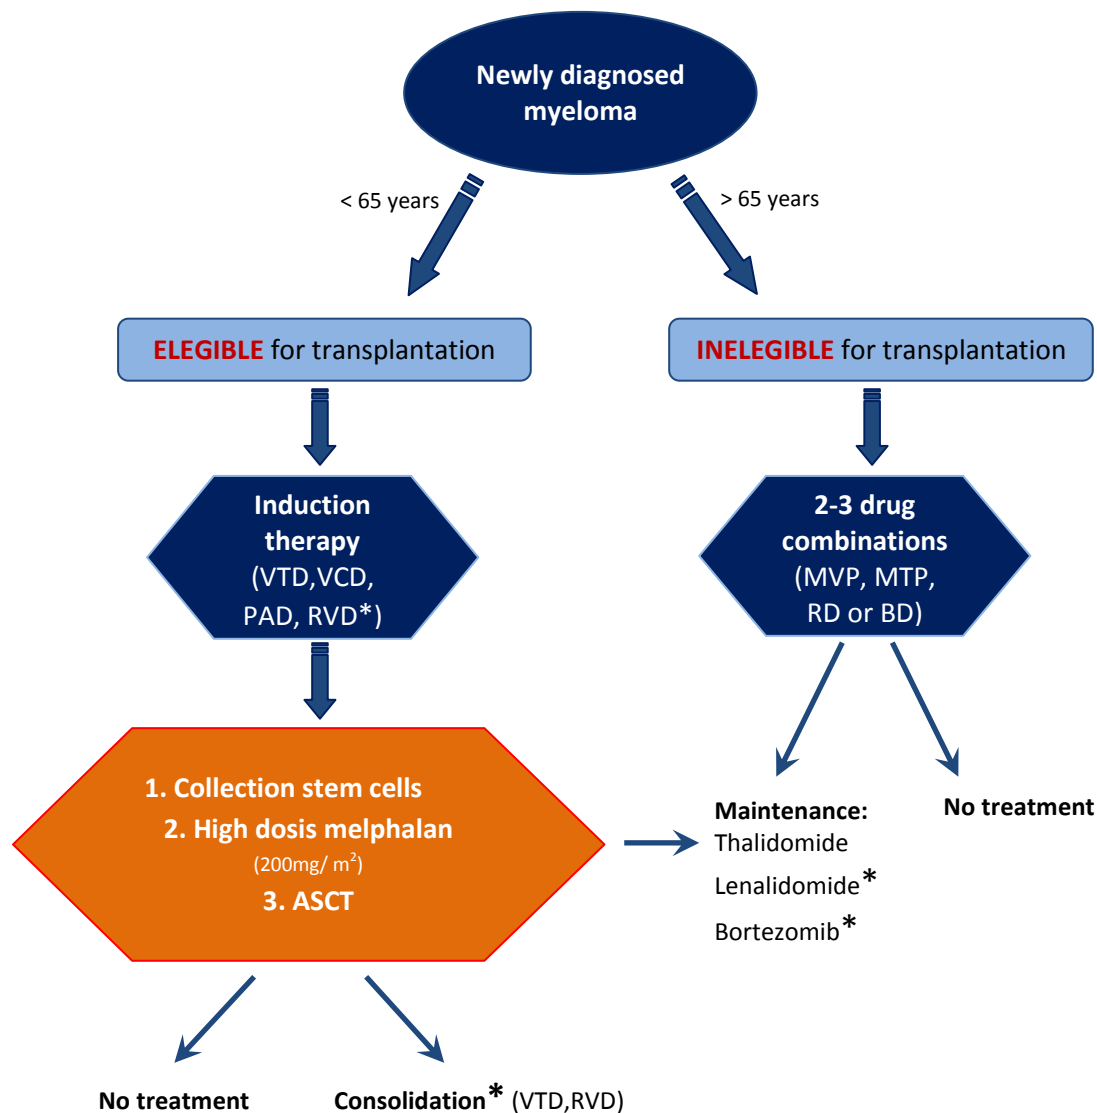 Newly diagnosed
myeloma
< 65 years
> 65 years
ELEGIBLE for transplantation
INELEGIBLE for transplantation
Induction
therapy
(VTD,VCD,
PAD, RVD*)
2-3 drug
combinations
(MVP, MTP,
RD or BD)
1. Collection stem cells
2. High dosis melphalan
(200mg/ m²)
3. ASCT
Maintenance:
Thalidomide
Lenalidomide*
Bortezomib*
No treatment
No treatment
Consolidation* (VTD,RVD)